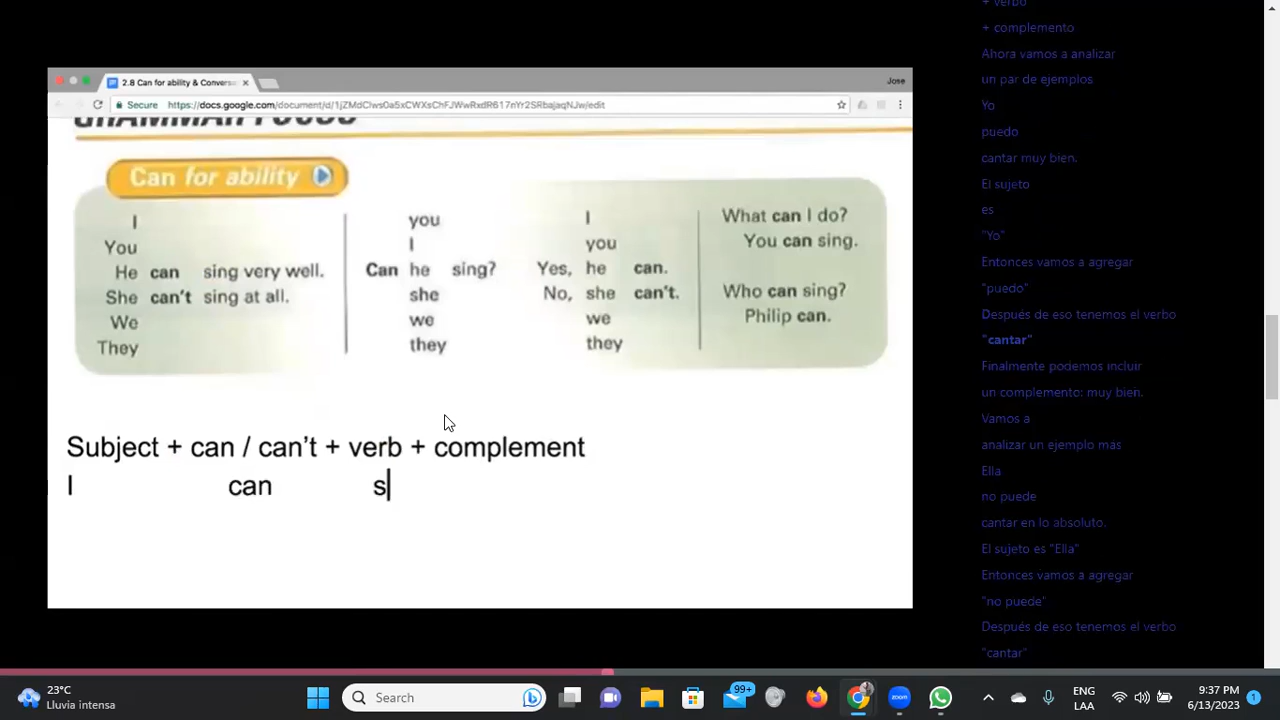 2.8 Can for ability & Convers
Jose
Secure
https://docs.google.com/document/d/1jZMdClws0a5xCWXsChFJWwRxdR617nYr2SRbajaqNJw/edit
GRAMMAR FOCUS
Can for ability
I
You
He can sing very well.
She can't sing at all.
We
They
you
I
Can he sing?
she
we
they
I
you
Yes, he can.
No, she can't.
we
they
What can I do?
You can sing.
Who can sing?
Philip can.
Subject + can / can't + verb + complement
I can s
+ verbo
+ complemento
Ahora vamos a analizar
un par de ejemplos
Yo
puedo
cantar muy bien.
El sujeto
es
"Yo"
Entonces vamos a agregar
"puedo"
Después de eso tenemos el verbo
"cantar"
Finalmente podemos incluir
un complemento: muy bien.
Vamos a
analizar un ejemplo mas
Ella
no puede
cantar en lo absoluto.
El sujeto es "Ella"
Entonces vamos a agregar
"no puede"
Después de eso tenemos el verbo
"cantar"
23°C
Lluvia intensa
Search
99+
zoom
ENG
LAA
9:37 PM
6/13/2023
1